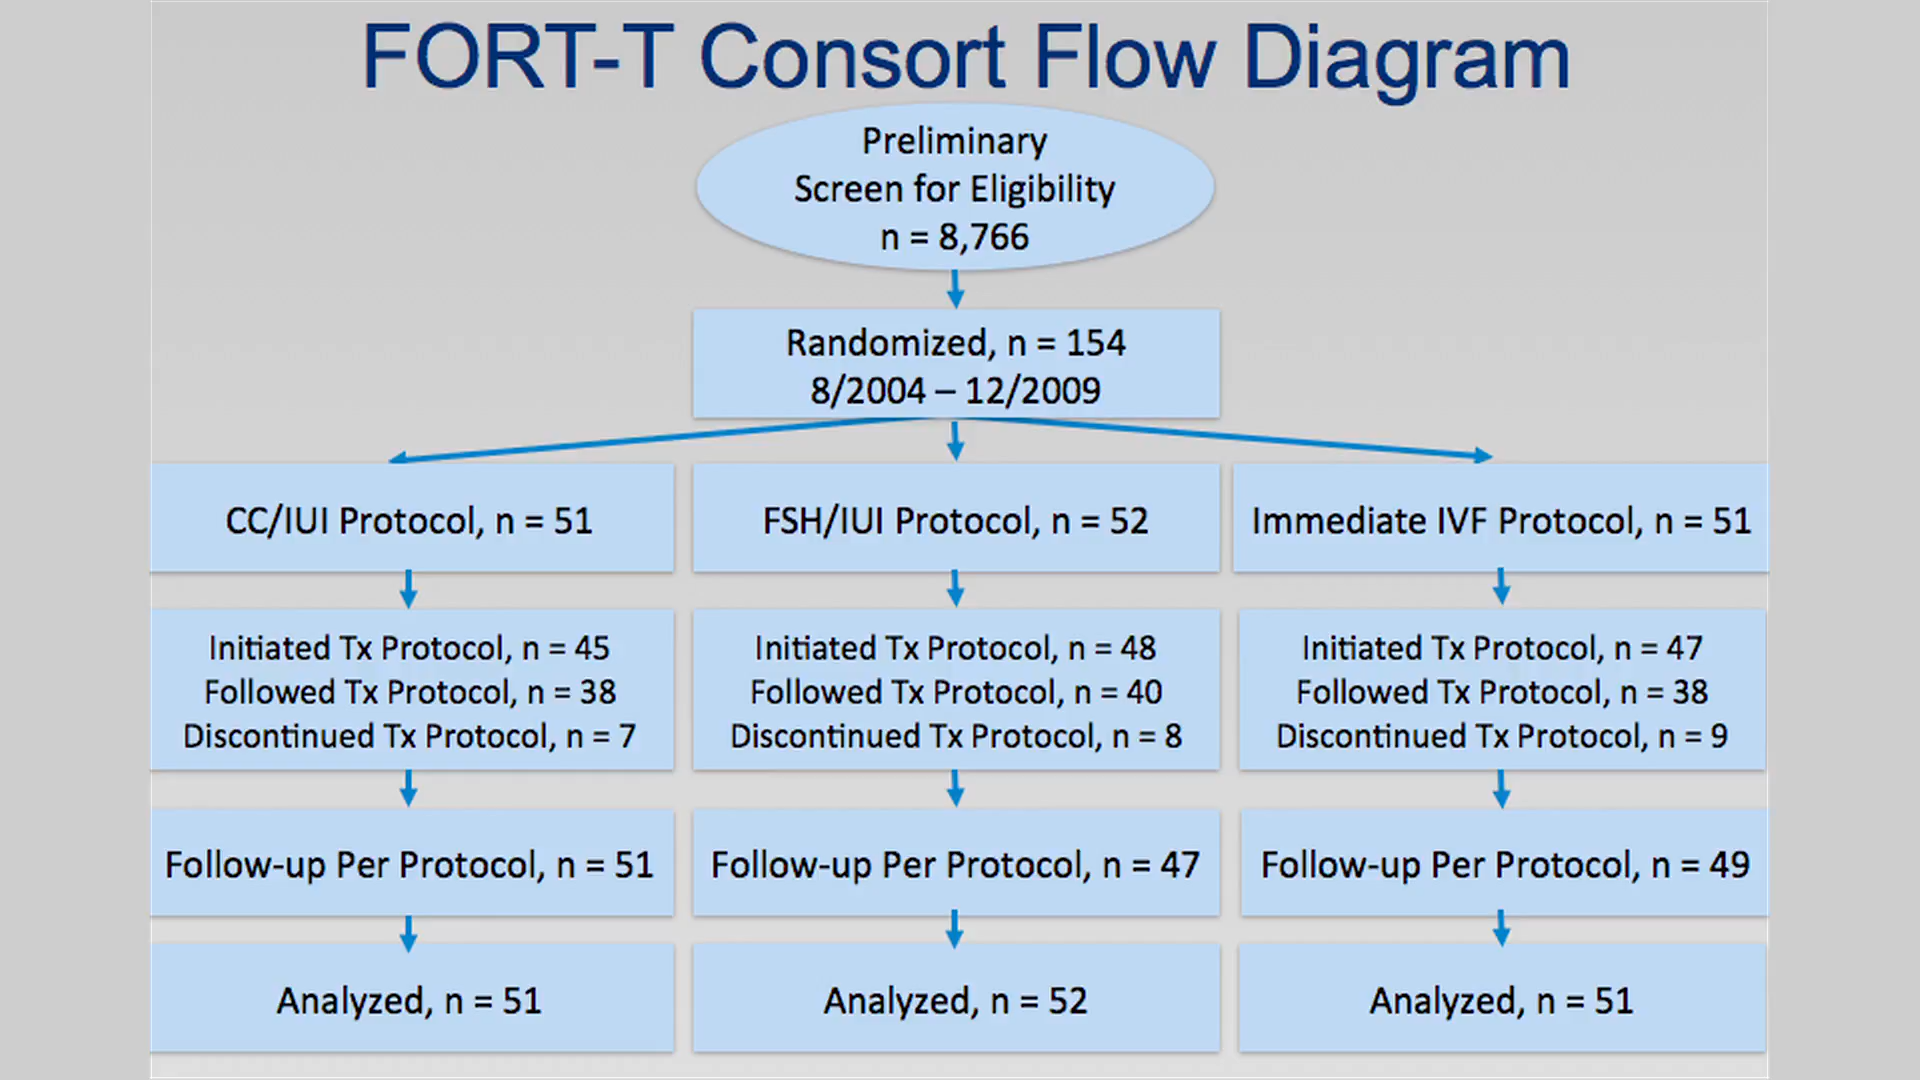 FORT-T Consort Flow Diagram
Preliminary
Screen for Eligibility
n = 8,766
Randomized, n = 154
8/2004 – 12/2009
CC/IUI Protocol, n = 51
FSH/IUI Protocol, n = 52
Immediate IVF Protocol, n = 51
Initiated Tx Protocol, n = 45
Followed Tx Protocol, n = 38
Discontinued Tx Protocol, n = 7
Initiated Tx Protocol, n = 48
Followed Tx Protocol, n = 40
Discontinued Tx Protocol, n = 8
Initiated Tx Protocol, n = 47
Followed Tx Protocol, n = 38
Discontinued Tx Protocol, n = 9
Follow-up Per Protocol, n = 51
Follow-up Per Protocol, n = 47
Follow-up Per Protocol, n = 49
Analyzed, n = 51
Analyzed, n = 52
Analyzed, n = 51